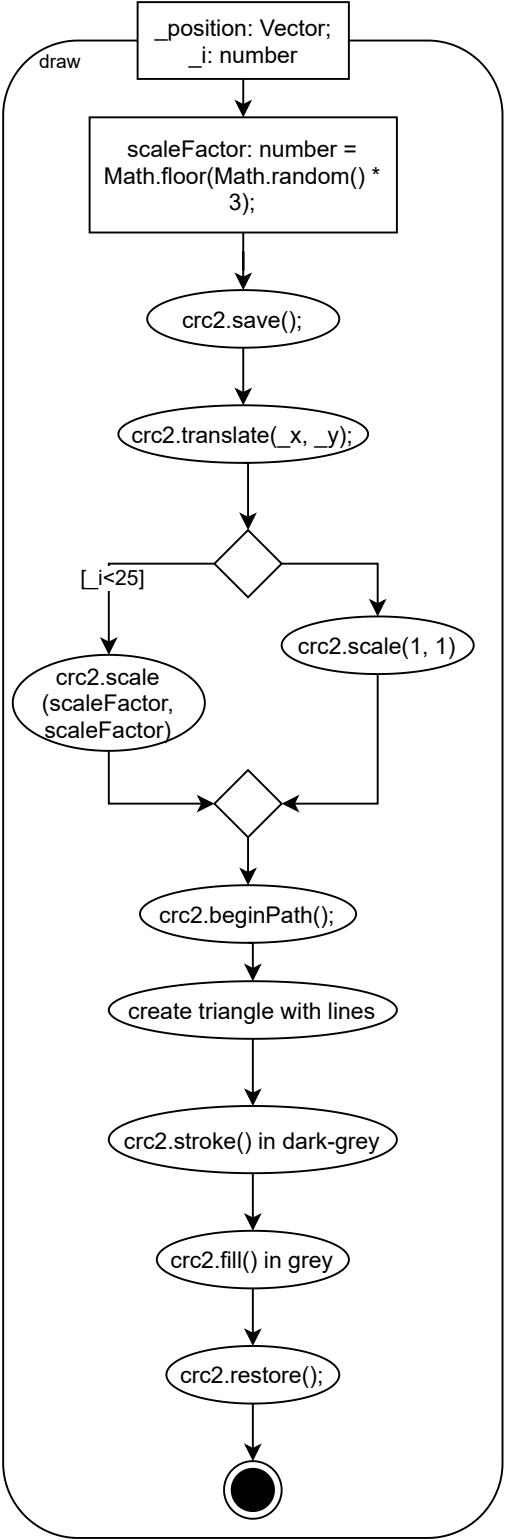 _position: Vector;
_i: number
draw
scaleFactor: number =
Math.floor(Math.random() *
3);
crc2.save();
crc2.translate(_x, _y);
[_i<25]
crc2.scale(1, 1)
crc2.scale
(scaleFactor,
scaleFactor)
crc2.beginPath();
create triangle with lines
crc2.stroke() in dark-grey
crc2.fill() in grey
crc2.restore();